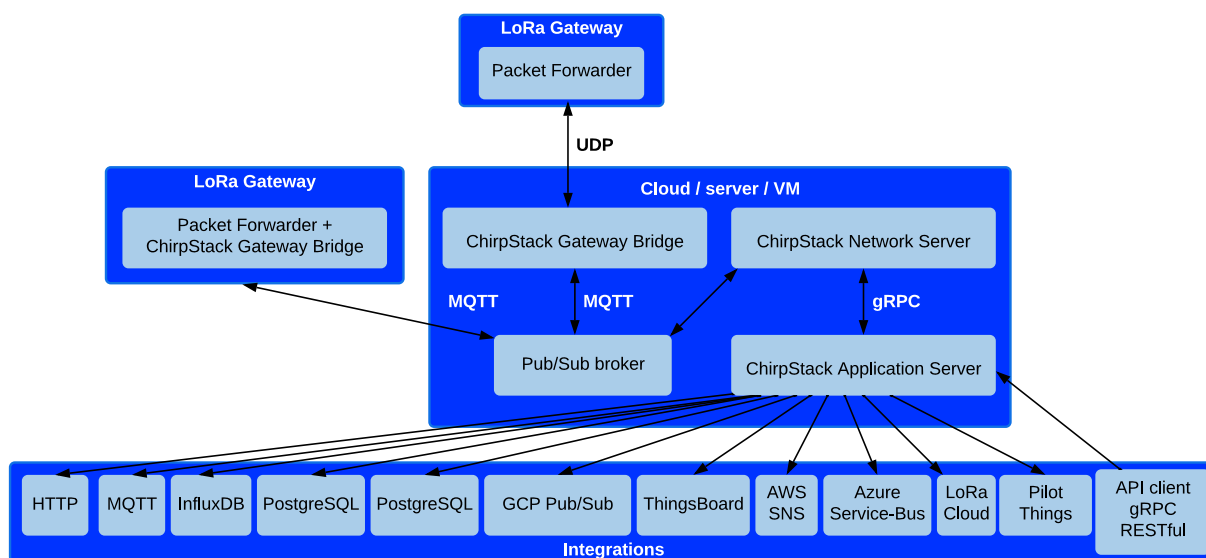 LoRa Gateway
Packet Forwarder
UDP
LoRa Gateway
Packet Forwarder +
ChirpStack Gateway Bridge
Cloud / server / VM
ChirpStack Gateway Bridge
ChirpStack Network Server
MQTT
MQTT
gRPC
Pub/Sub broker
ChirpStack Application Server
HTTP
MQTT
InfluxDB
PostgreSQL
PostgreSQL
GCP Pub/Sub
ThingsBoard
AWS
SNS
Azure
Service-Bus
LoRa
Cloud
Pilot
Things
API client
gRPC
RESTful
Integrations